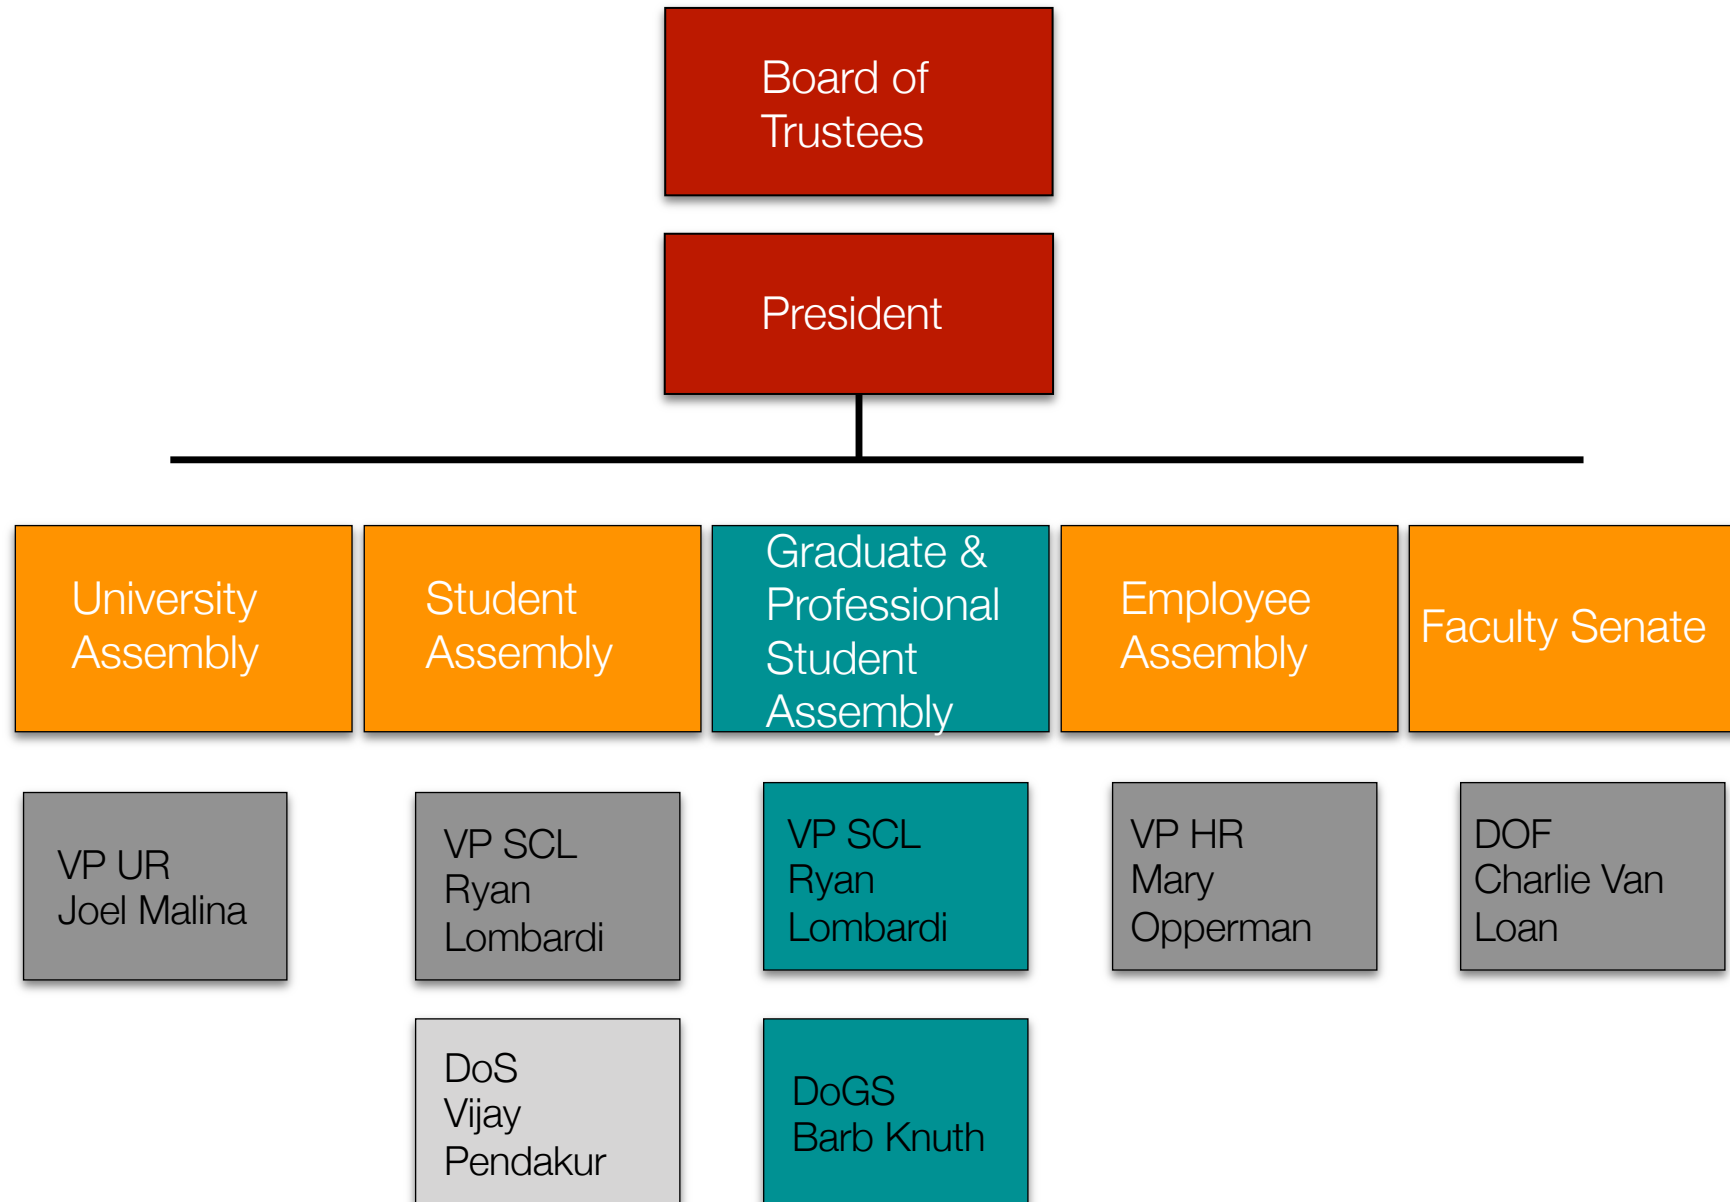 Board of
Trustees
President
University
Assembly
Student
Assembly
Graduate &
Professional
Student
Assembly
Employee
Assembly
Faculty Senate
VP UR
Joel Malina
VP SCL
Ryan
Lombardi
VP SCL
Ryan
Lombardi
VP HR
Mary
Opperman
DOF
Charlie Van
Loan
DoS
Vijay
Pendakur
DoGS
Barb Knuth